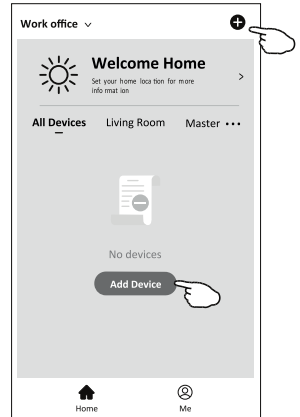 Work office
Welcome Home
Set your home loca tion for more
info rmat ion
All Devices Living Room Master
No devices
Add Device
Home Me